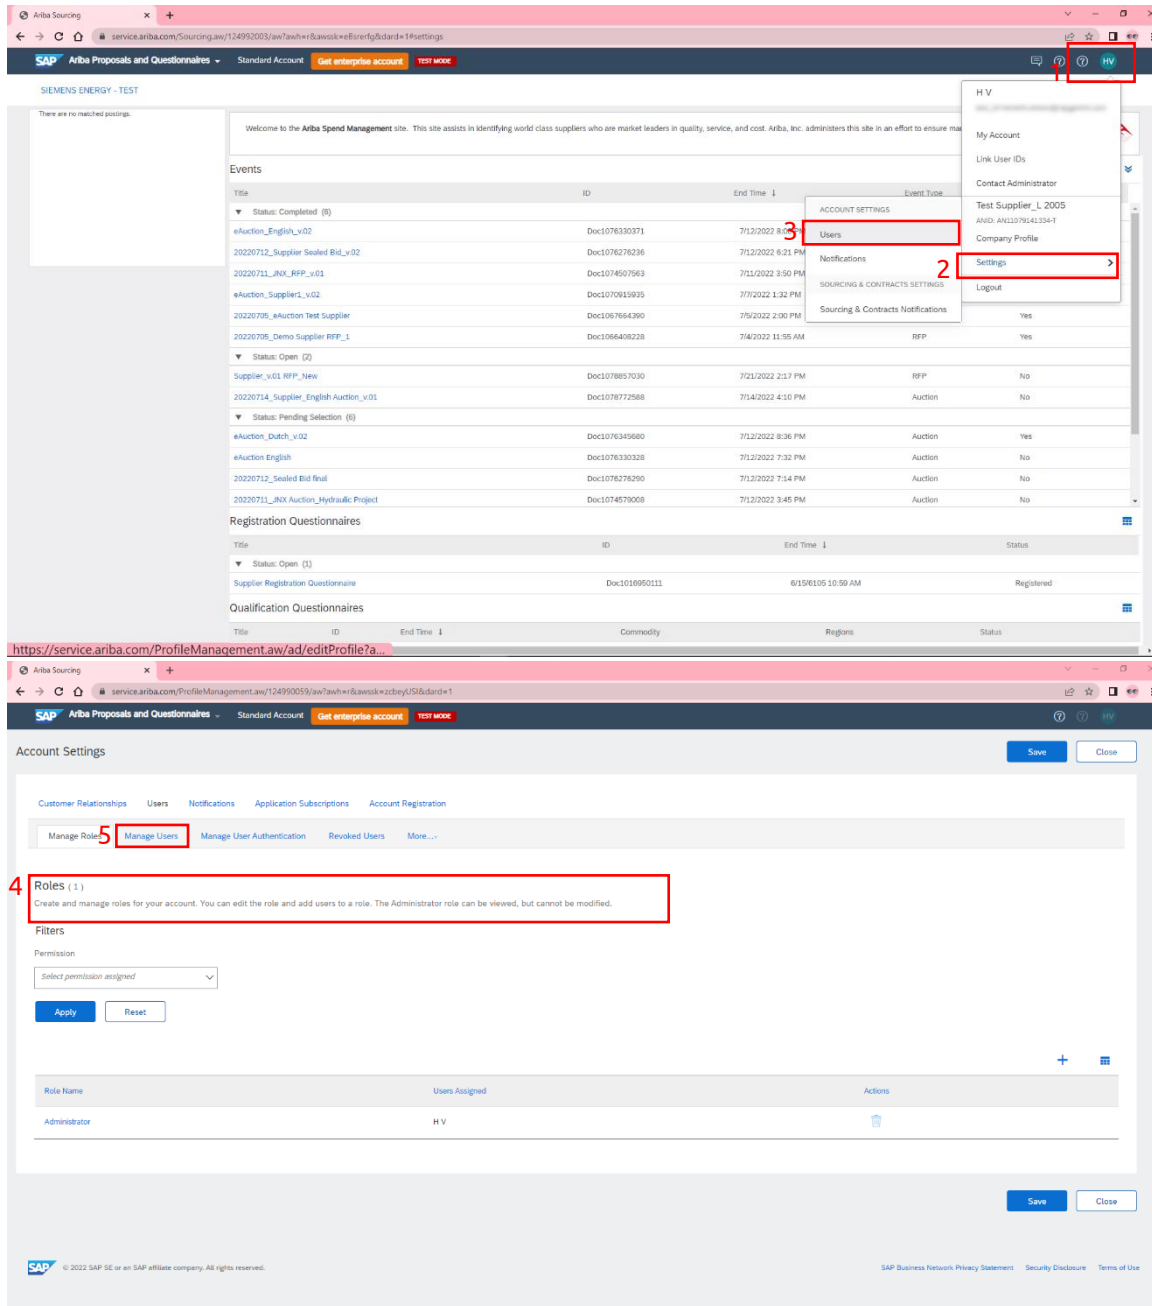 Ariba Sourcing
service.ariba.com/Sourcing.aw/124992003/aw?awh=r&awssk=eBsrerfg&dard=1#settings
SAP Ariba Proposals and Questionnaires Standard Account Get enterprise account TEST MODE
1
HV
SIEMENS ENERGY - TEST
There are no matched postings.
Welcome to the Ariba Spend Management site. This site assists in identifying world class suppliers who are market leaders in quality, service, and cost. Ariba, Inc. administers this site in an effort to ensure ma
H V
My Account
Link User IDs
Contact Administrator
Test Supplier_L 2005
ANID: AN11079141334-T
Company Profile
2
Settings
Logout
ACCOUNT SETTINGS
3
Users
Notifications
SOURCING & CONTRACTS SETTINGS
Sourcing & Contracts Notifications
Events
Title ID End Time ↓ Event Type
Status: Completed (6)
eAuction_English_v.02 Doc1076330371 7/12/2022 8:06 PM
20220712_Supplier Sealed Bid_v.02 Doc1076276236 7/12/2022 6:21 PM
20220711_JNX_RFP_v.01 Doc1074507563 7/11/2022 3:50 PM
eAuction_Supplier1_v.02 Doc1070915935 7/7/2022 1:32 PM
20220705_eAuction Test Supplier Doc1067664390 7/5/2022 2:00 PM Yes
20220705_Demo Supplier RFP_1 Doc1066408228 7/4/2022 11:55 AM RFP Yes
Status: Open (2)
Supplier_v.01 RFP_New Doc1078857030 7/21/2022 2:17 PM RFP No
20220714_Supplier_English Auction_v.01 Doc1078772588 7/14/2022 4:10 PM Auction No
Status: Pending Selection (6)
eAuction_Dutch_v.02 Doc1076345680 7/12/2022 8:36 PM Auction Yes
eAuction English Doc1076330328 7/12/2022 7:32 PM Auction No
20220712_Sealed Bid final Doc1076276290 7/12/2022 7:14 PM Auction No
20220711_JNX Auction_Hydraulic Project Doc1074579008 7/12/2022 3:45 PM Auction No
Registration Questionnaires
Title ID End Time ↓ Status
Status: Open (1)
Supplier Registration Questionnaire Doc1016950111 6/15/6105 10:59 AM Registered
Qualification Questionnaires
Title ID End Time ↓ Commodity Regions Status
https://service.ariba.com/ProfileManagement.aw/ad/editProfile?a...
Ariba Sourcing
service.ariba.com/ProfileManagement.aw/124990059/aw?awh=r&awssk=zcbeyUSI&dard=1
SAP Ariba Proposals and Questionnaires Standard Account Get enterprise account TEST MODE
HV
Account Settings
Save Close
Customer Relationships Users Notifications Application Subscriptions Account Registration
Manage Roles 5 Manage Users Manage User Authentication Revoked Users More...
4
Roles (1)
Create and manage roles for your account. You can edit the role and add users to a role. The Administrator role can be viewed, but cannot be modified.
Filters
Permission
Select permission assigned
Apply Reset
Role Name Users Assigned Actions
Administrator H V
Save Close
SAP © 2022 SAP SE or an SAP affiliate company. All rights reserved.
SAP Business Network Privacy Statement Security Disclosure Terms of Use